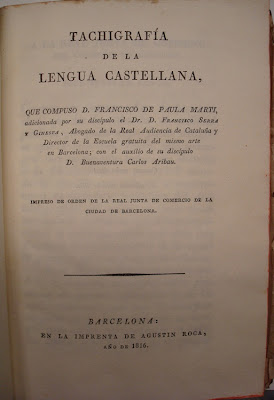 TACHIGRAFÍA
DE LA
LENGUA CASTELLANA,
QUE COMPUSO D. FRANCISCO DE PAULA MARTI,
adicionada por su discípulo el Dr. D. FRANCISCO SERRA
Y GINESTA, Abogado de la Real Audiencia de Cataluña y
Director de la Escuela gratuita del mismo arte
en Barcelona; con el auxilio de su discípulo
D. Buenaventura Carlos Aribau.
IMPRESO DE ORDEN DE LA REAL JUNTA DE COMERCIO DE LA
CIUDAD DE BARCELONA.
BARCELONA:
EN LA IMPRENTA DE AGUSTIN ROCA;
AÑO DE 1816.